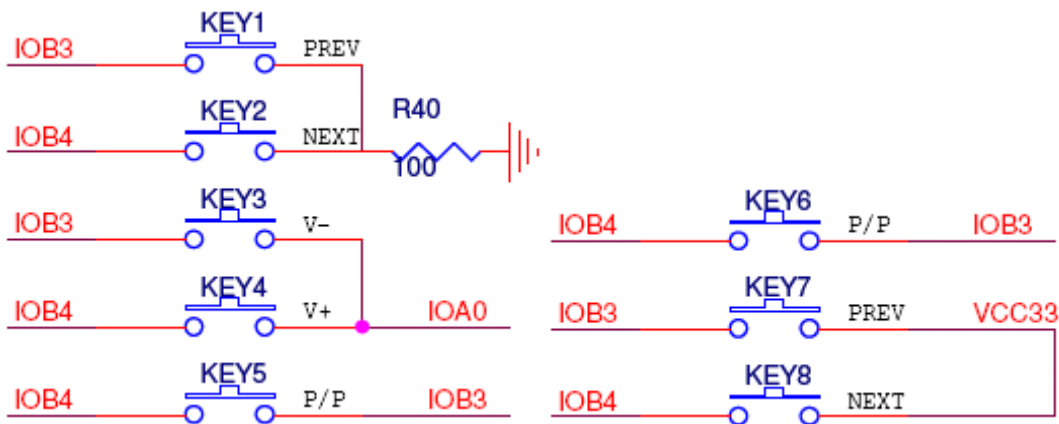 KEY1
IOB3 PREV
KEY2 R40
IOB4 NEXT
100
KEY3
IOB3 V-
KEY4
IOB4 V+ IOA0
KEY5
IOB4 P/P IOB3
KEY6
IOB4 P/P IOB3
KEY7
IOB3 PREV VCC33
KEY8
IOB4 NEXT